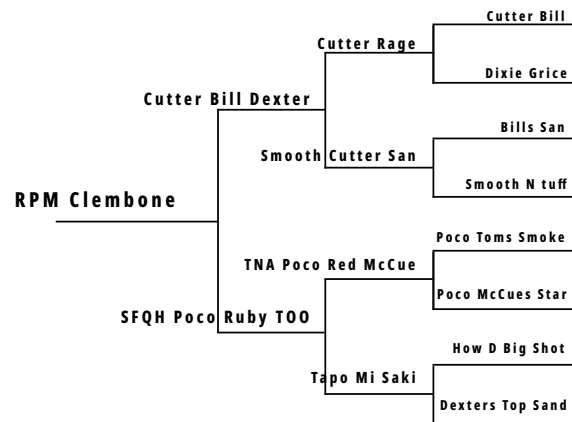 Cutter Bill
Cutter Rage
Dixie Grice
Cutter Bill Dexter
Bills San
Smooth Cutter San
Smooth N tuff
RPM Clembone
Poco Toms Smoke
TNA Poco Red McCue
Poco McCues Star
SFQH Poco Ruby TOO
How D Big Shot
Tapo Mi Saki
Dexters Top Sand